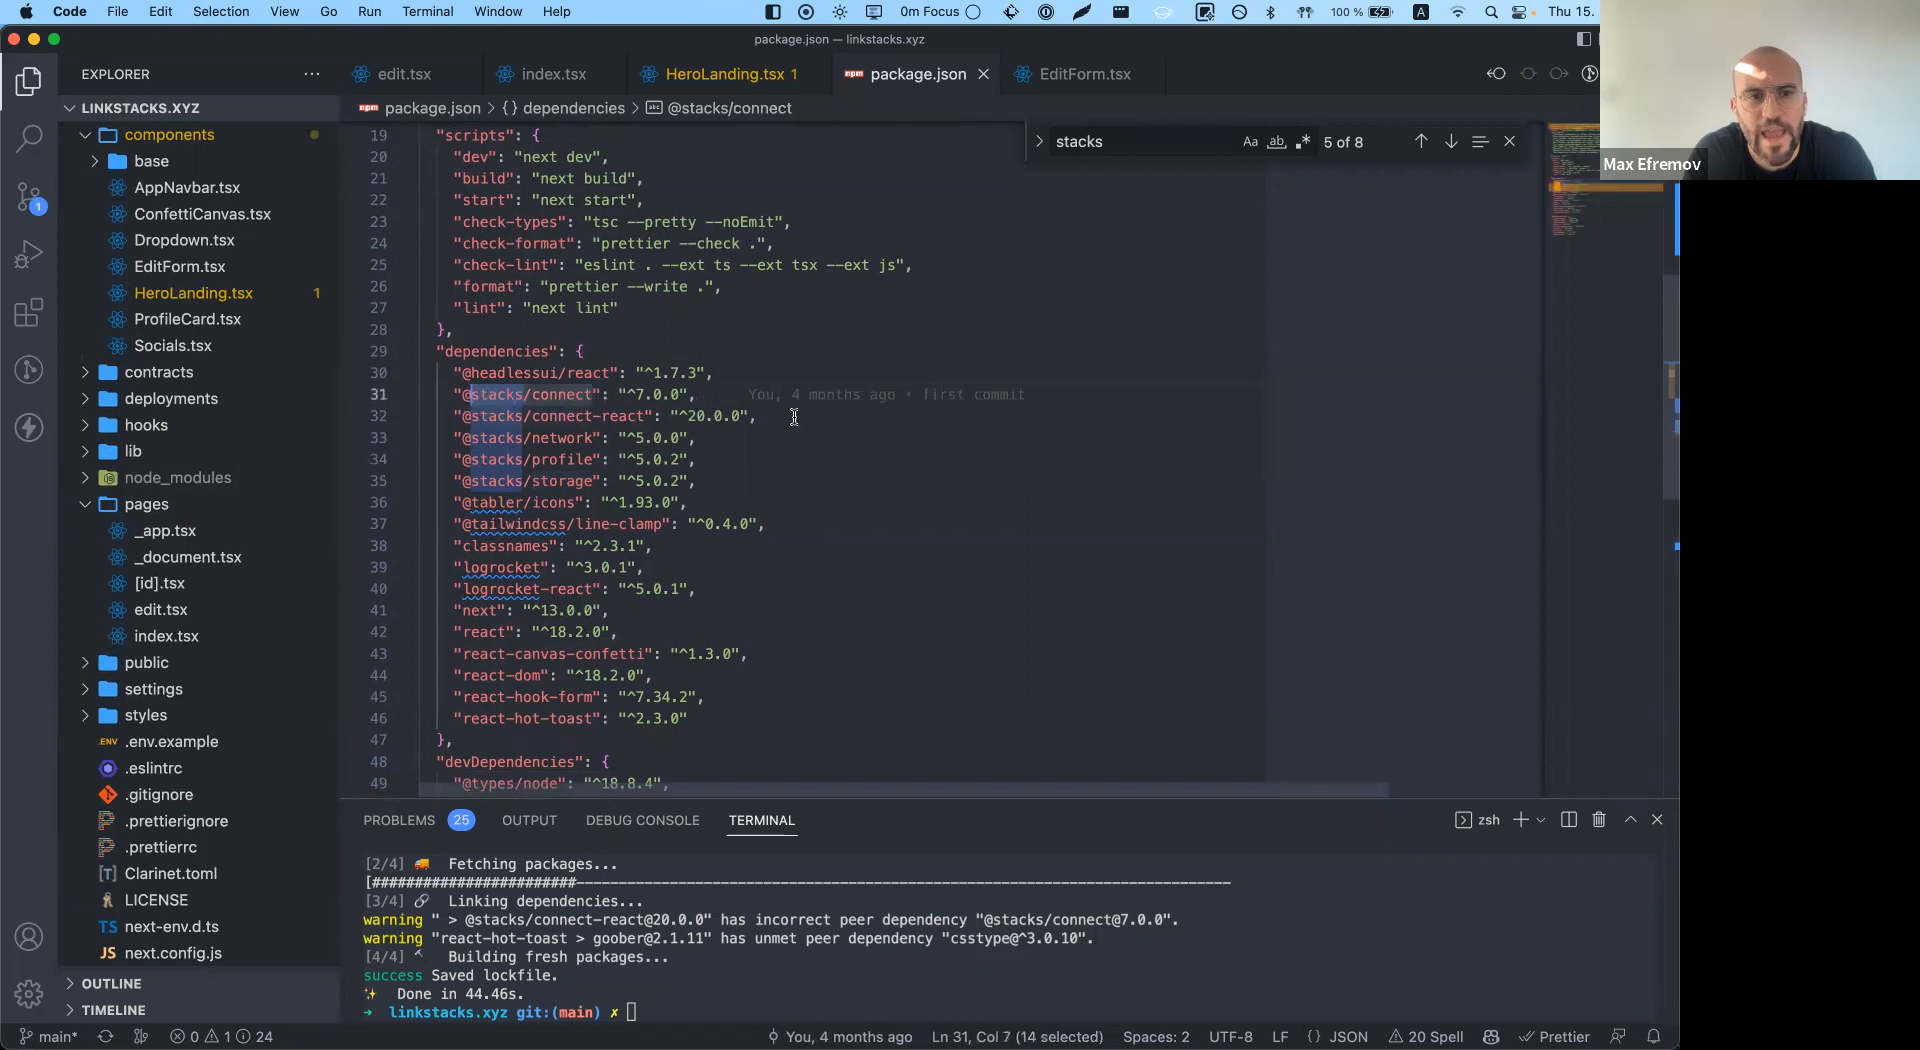 Code File Edit Selection View Go Run Terminal Window Help 0m Focus 100 % A Thu 15.
package.json — linkstacks.xyz
EXPLORER ...
edit.tsx index.tsx HeroLanding.tsx 1 package.json EditForm.tsx
LINKSTACKS.XYZ
package.json > {} dependencies > @stacks/connect
stacks Aa ab 5 of 8
Max Efremov
components
base
AppNavbar.tsx
ConfettiCanvas.tsx
Dropdown.tsx
EditForm.tsx
HeroLanding.tsx 1
ProfileCard.tsx
Socials.tsx
contracts
deployments
hooks
lib
node_modules
pages
_app.tsx
_document.tsx
[id].tsx
edit.tsx
index.tsx
public
settings
styles
.ENV .env.example
.eslintrc
.gitignore
.prettierignore
.prettierrc
[T] Clarinet.toml
LICENSE
TS next-env.d.ts
JS next.config.js
OUTLINE
TIMELINE
1
19 "scripts": {
20 "dev": "next dev",
21 "build": "next build",
22 "start": "next start",
23 "check-types": "tsc --pretty --noEmit",
24 "check-format": "prettier --check .",
25 "check-lint": "eslint . --ext ts --ext tsx --ext js",
26 "format": "prettier --write .",
27 "lint": "next lint"
28 },
29 "dependencies": {
30 "@headlessui/react": "^1.7.3",
31 "@stacks/connect": "^7.0.0", You, 4 months ago • first commit
32 "@stacks/connect-react": "^20.0.0",
33 "@stacks/network": "^5.0.0",
34 "@stacks/profile": "^5.0.2",
35 "@stacks/storage": "^5.0.2",
36 "@tabler/icons": "^1.93.0",
37 "@tailwindcss/line-clamp": "^0.4.0",
38 "classnames": "^2.3.1",
39 "logrocket": "^3.0.1",
40 "logrocket-react": "^5.0.1",
41 "next": "^13.0.0",
42 "react": "^18.2.0",
43 "react-canvas-confetti": "^1.3.0",
44 "react-dom": "^18.2.0",
45 "react-hook-form": "^7.34.2",
46 "react-hot-toast": "^2.3.0"
47 },
48 "devDependencies": {
49 "@types/node": "^18.8.4",
PROBLEMS 25 OUTPUT DEBUG CONSOLE TERMINAL zsh
[2/4] 🚚 Fetching packages...
[########################------------------------------------------------------------------------------
[3/4] 🔗 Linking dependencies...
warning " > @stacks/connect-react@20.0.0" has incorrect peer dependency "@stacks/connect@7.0.0".
warning "react-hot-toast > goober@2.1.11" has unmet peer dependency "csstype@^3.0.10".
[4/4] 🔨 Building fresh packages...
success Saved lockfile.
✨ Done in 44.46s.
→ linkstacks.xyz git:(main) ✗
main* 0 1 24 You, 4 months ago Ln 31, Col 7 (14 selected) Spaces: 2 UTF-8 LF {} JSON 20 Spell Prettier